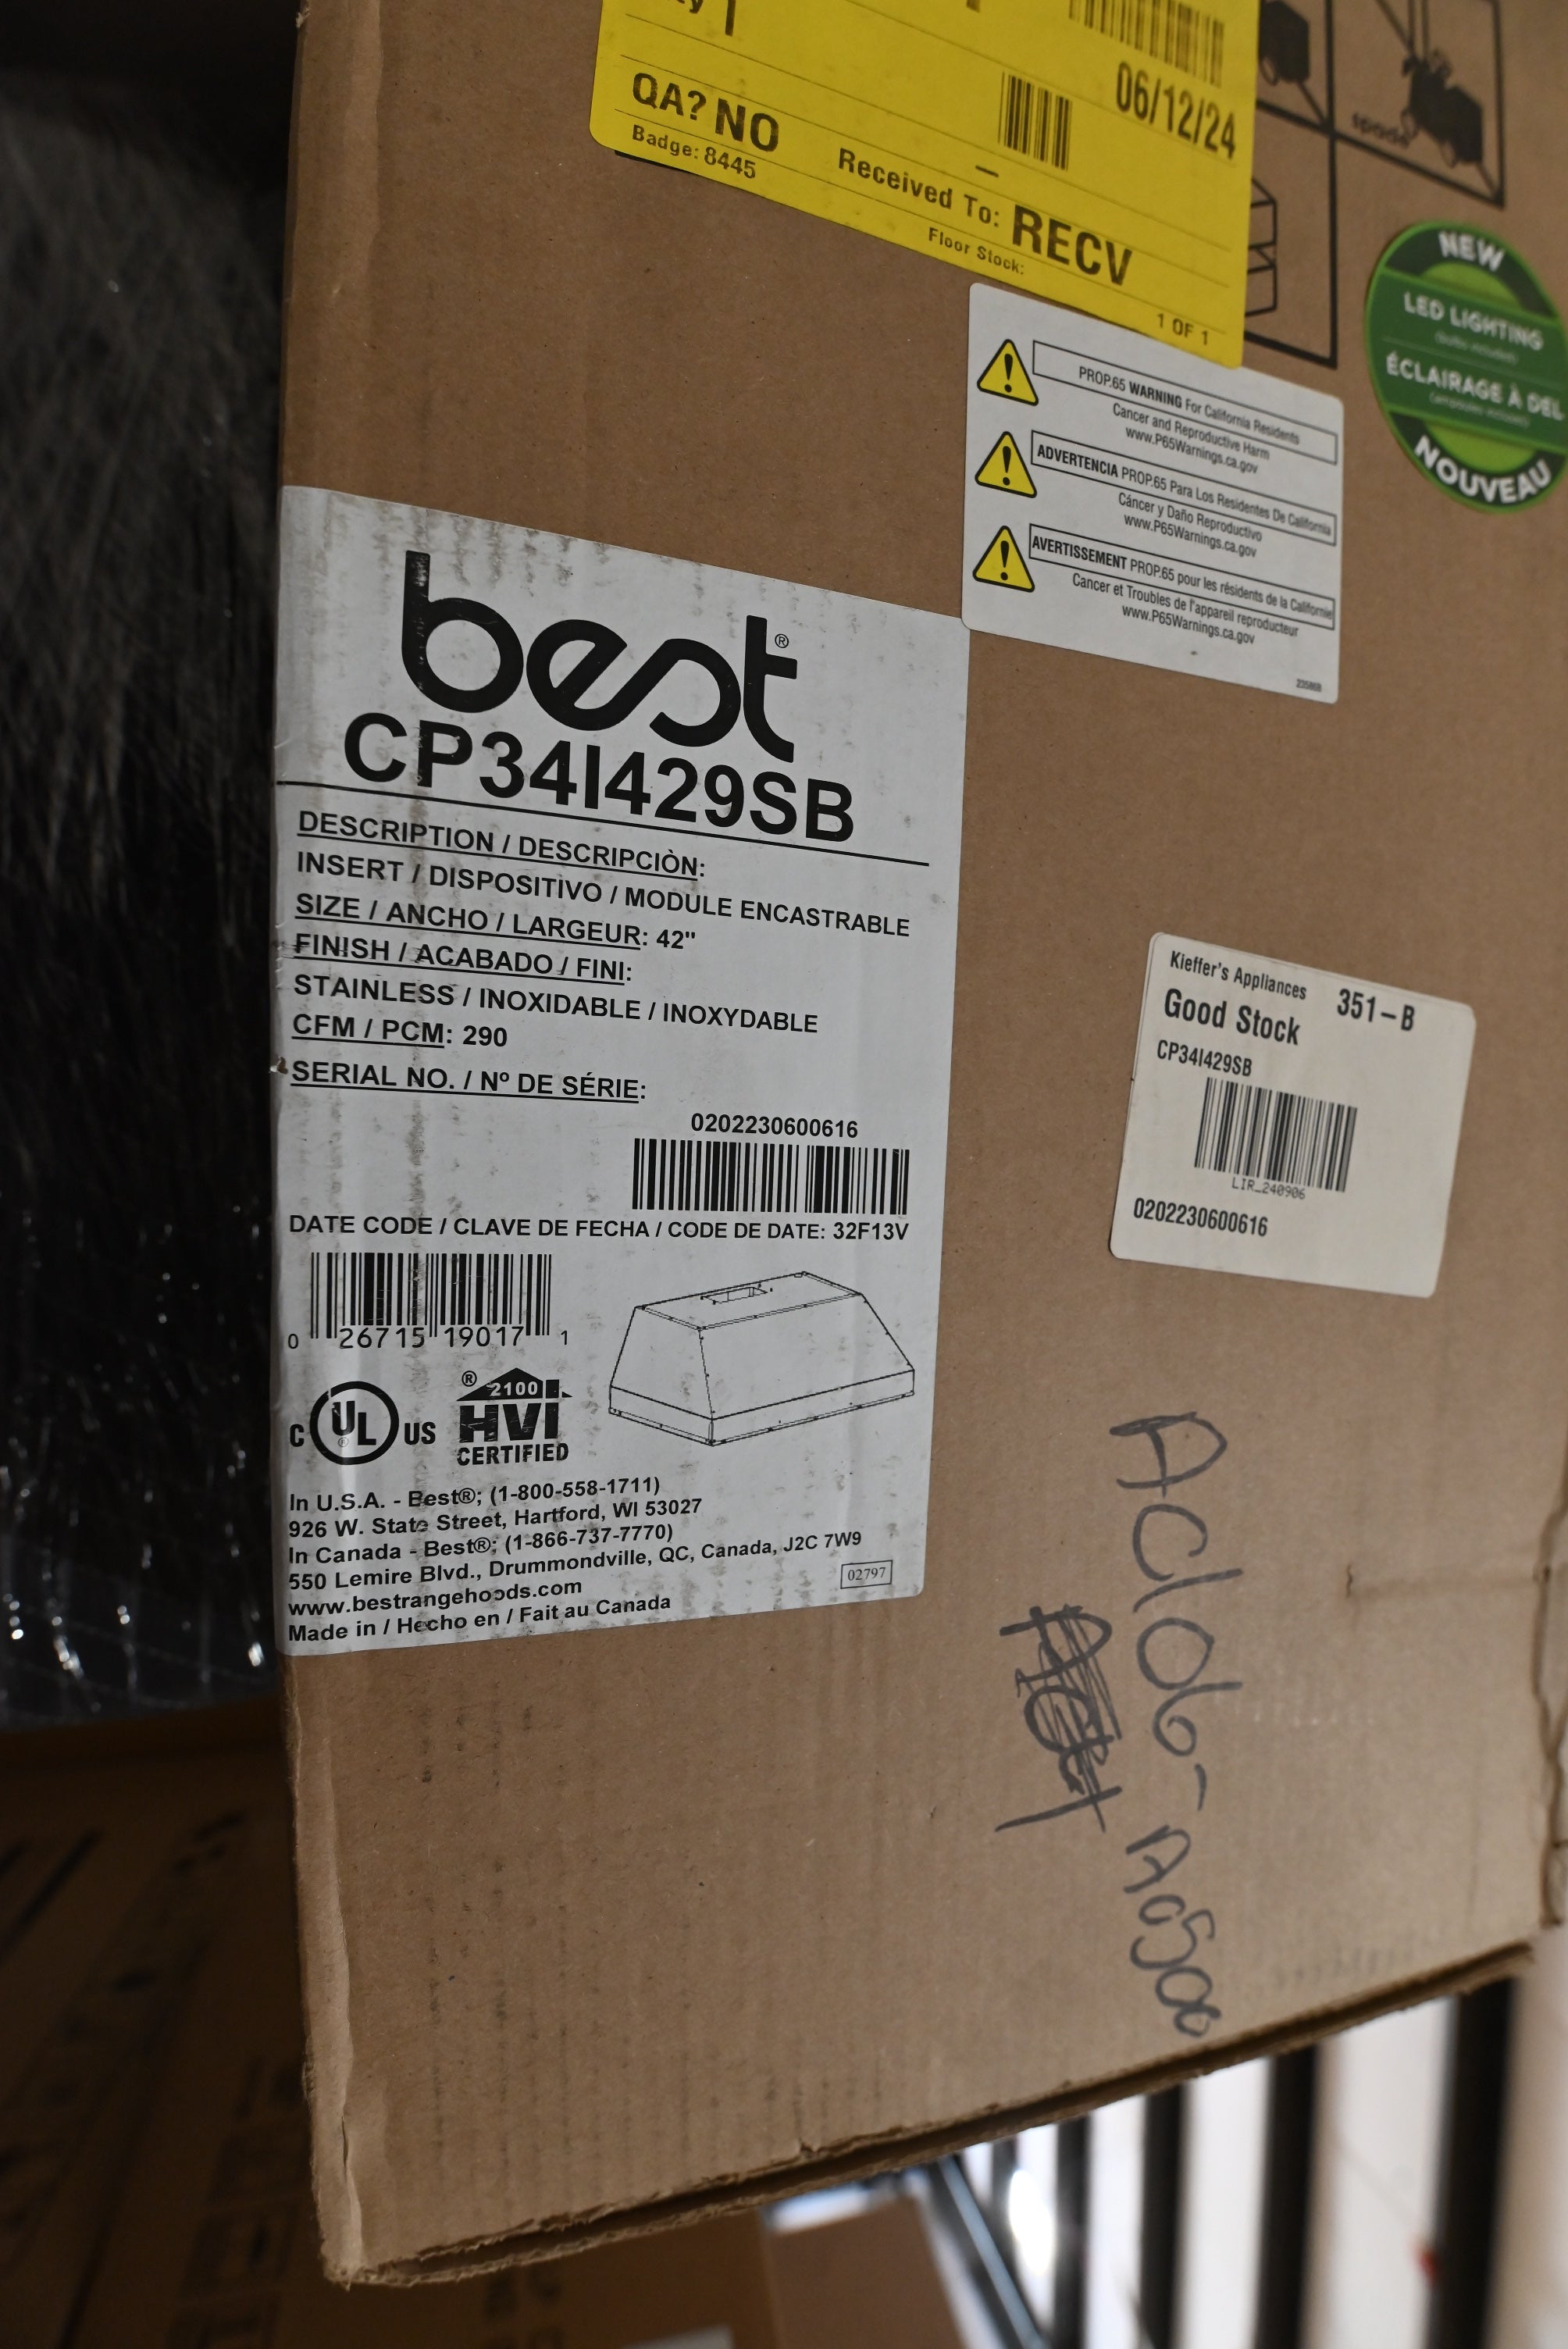 1
06/12/24
QA? NO
Badge: 8445
Received To: RECV
Floor Stock:
1 OF 1
spade
NEW
LED LIGHTING
(bulbs included)
ÉCLAIRAGE À DEL
(ampoules incluses)
NOUVEAU
PROP.65 WARNING For California Residents
Cancer and Reproductive Harm
www.P65Warnings.ca.gov
ADVERTENCIA PROP.65 Para Los Residentes De California
Cáncer y Daño Reproductivo
www.P65Warnings.ca.gov
AVERTISSEMENT PROP.65 pour les résidents de la Californie
Cancer et Troubles de l'appareil reproducteur
www.P65Warnings.ca.gov
best®
CP34I429SB
DESCRIPTION / DESCRIPCIÒN:
INSERT / DISPOSITIVO / MODULE ENCASTRABLE
SIZE / ANCHO / LARGEUR: 42"
FINISH / ACABADO / FINI:
STAINLESS / INOXIDABLE / INOXYDABLE
CFM / PCM: 290
SERIAL NO. / Nº DE SÉRIE:
0202230600616
DATE CODE / CLAVE DE FECHA / CODE DE DATE: 32F13V
0 26715 19017 1
C UL® US
® 2100
HVI
CERTIFIED
In U.S.A. - Best®; (1-800-558-1711)
926 W. State Street, Hartford, WI 53027
In Canada - Best®; (1-866-737-7770)
550 Lemire Blvd., Drummondville, QC, Canada, J2C 7W9
www.bestrangehoods.com
Made in / Hecho en / Fait au Canada
02797
Kieffer's Appliances 351-B
Good Stock
CP34I429SB
LIR_240906
0202230600616